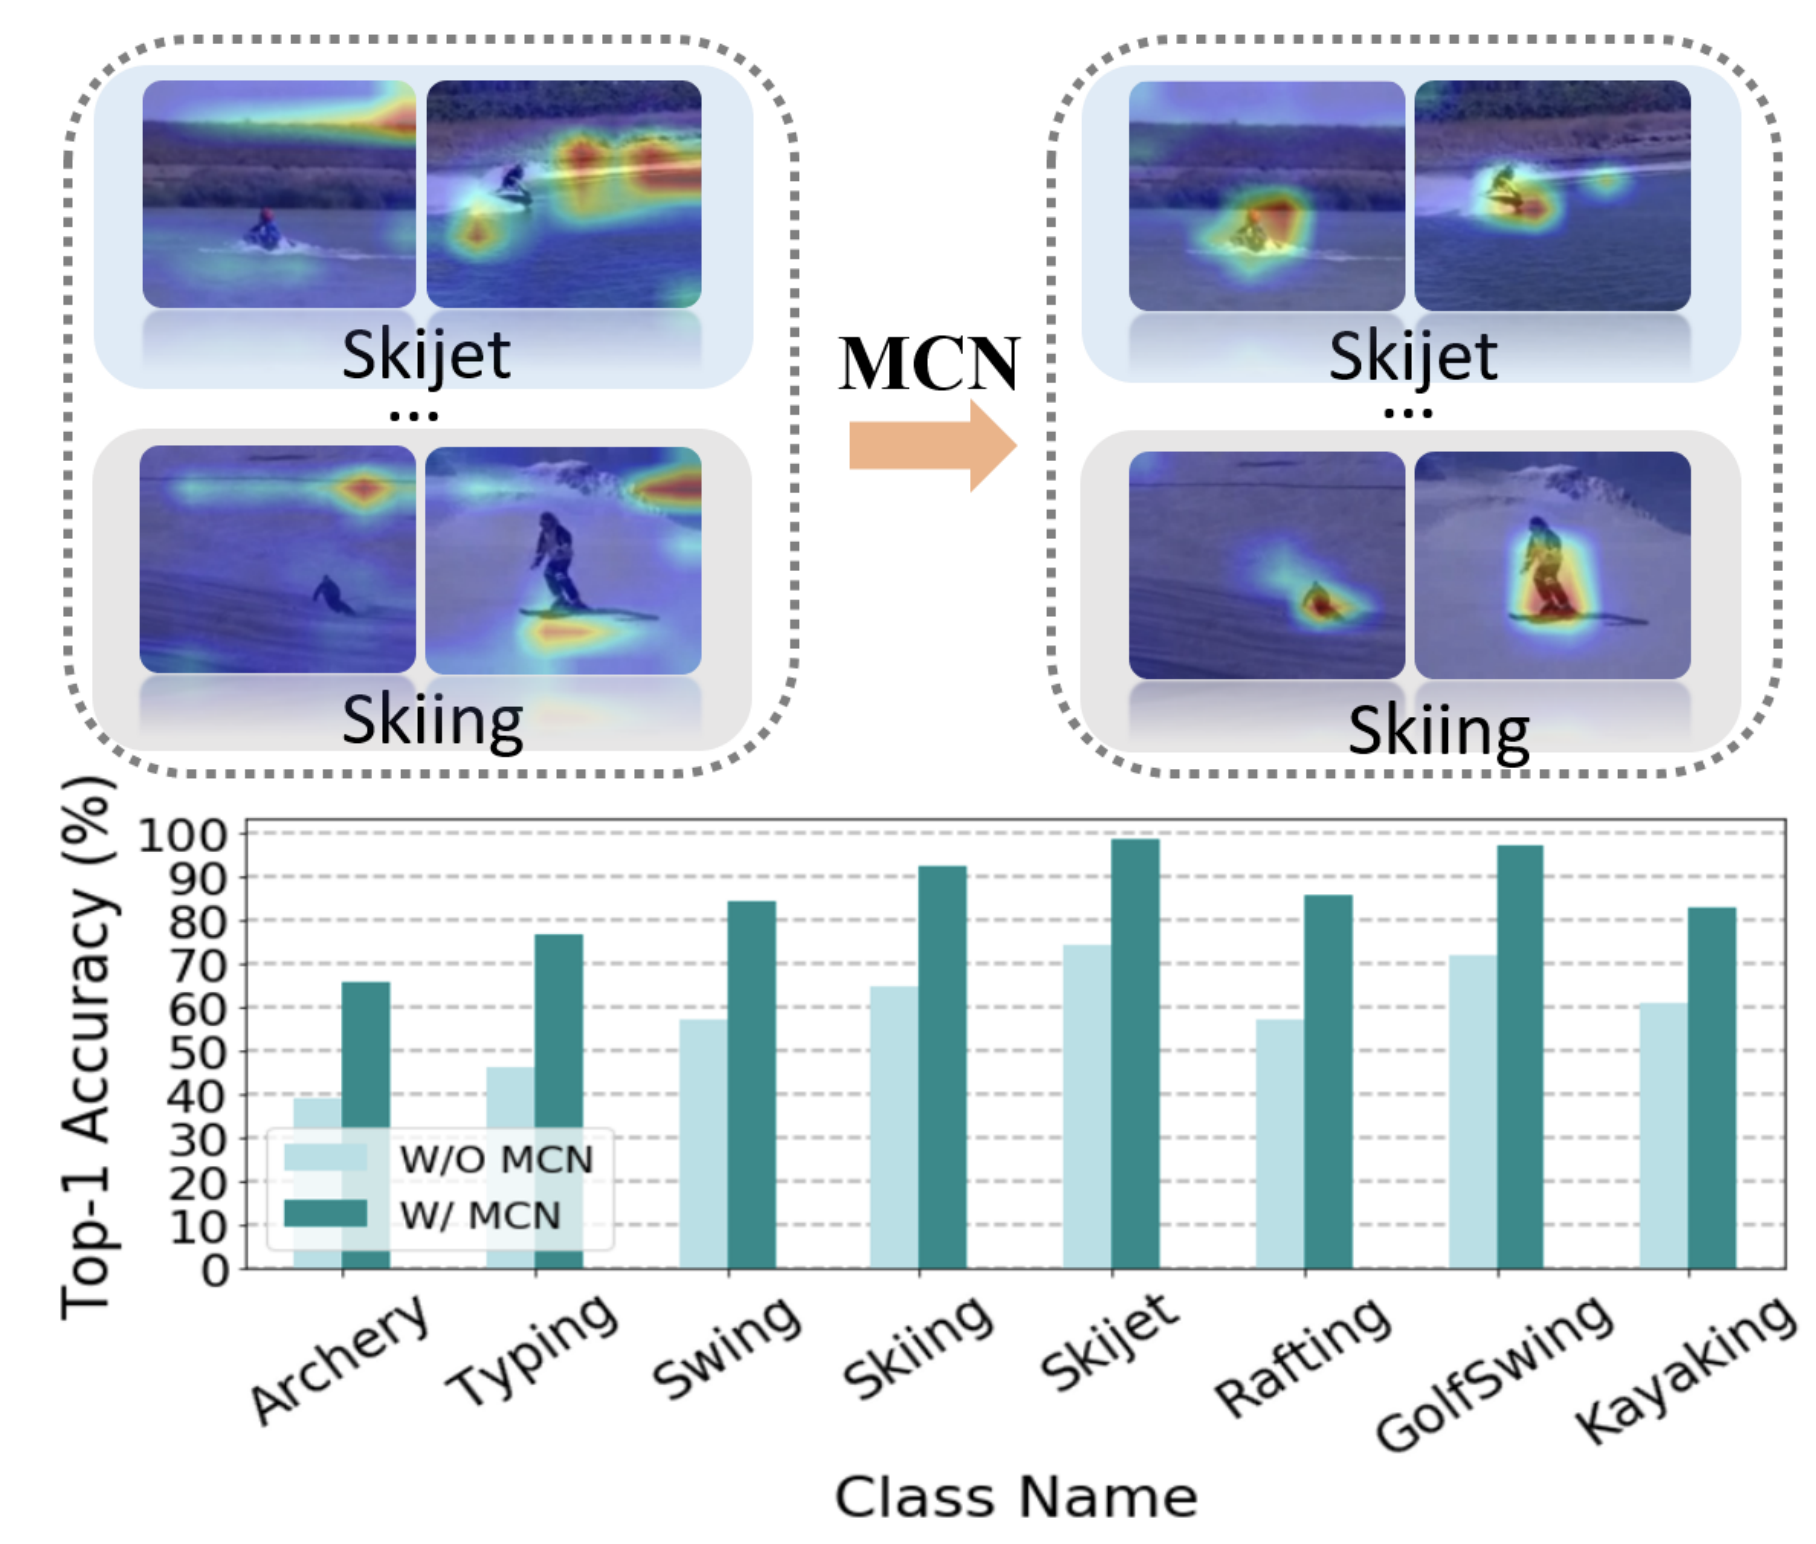 Skijet
...
Skiing
MCN
Skijet
...
Skiing
Top-1 Accuracy (%)
100
90
80
70
60
50
40
30
20
10
0
W/O MCN
W/ MCN
Archery
Typing
Swing
Skiing
Skijet
Rafting
GolfSwing
Kayaking
Class Name